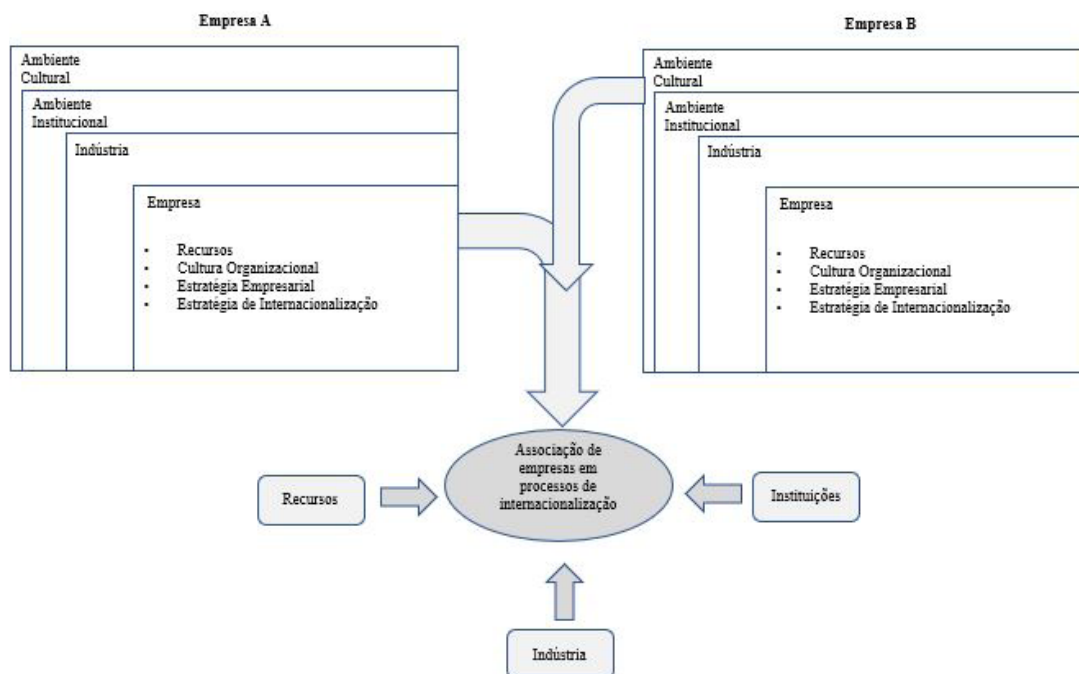 Empresa A
Ambiente
Cultural
Ambiente
Institucional
Indústria
Empresa
▪ Recursos
▪ Cultura Organizacional
▪ Estratégia Empresarial
▪ Estratégia de Internacionalização
Empresa B
Ambiente
Cultural
Ambiente
Institucional
Indústria
Empresa
▪ Recursos
▪ Cultura Organizacional
▪ Estratégia Empresarial
▪ Estratégia de Internacionalização
Associação de
empresas em
processos de
internacionalização
Recursos
Instituições
Indústria